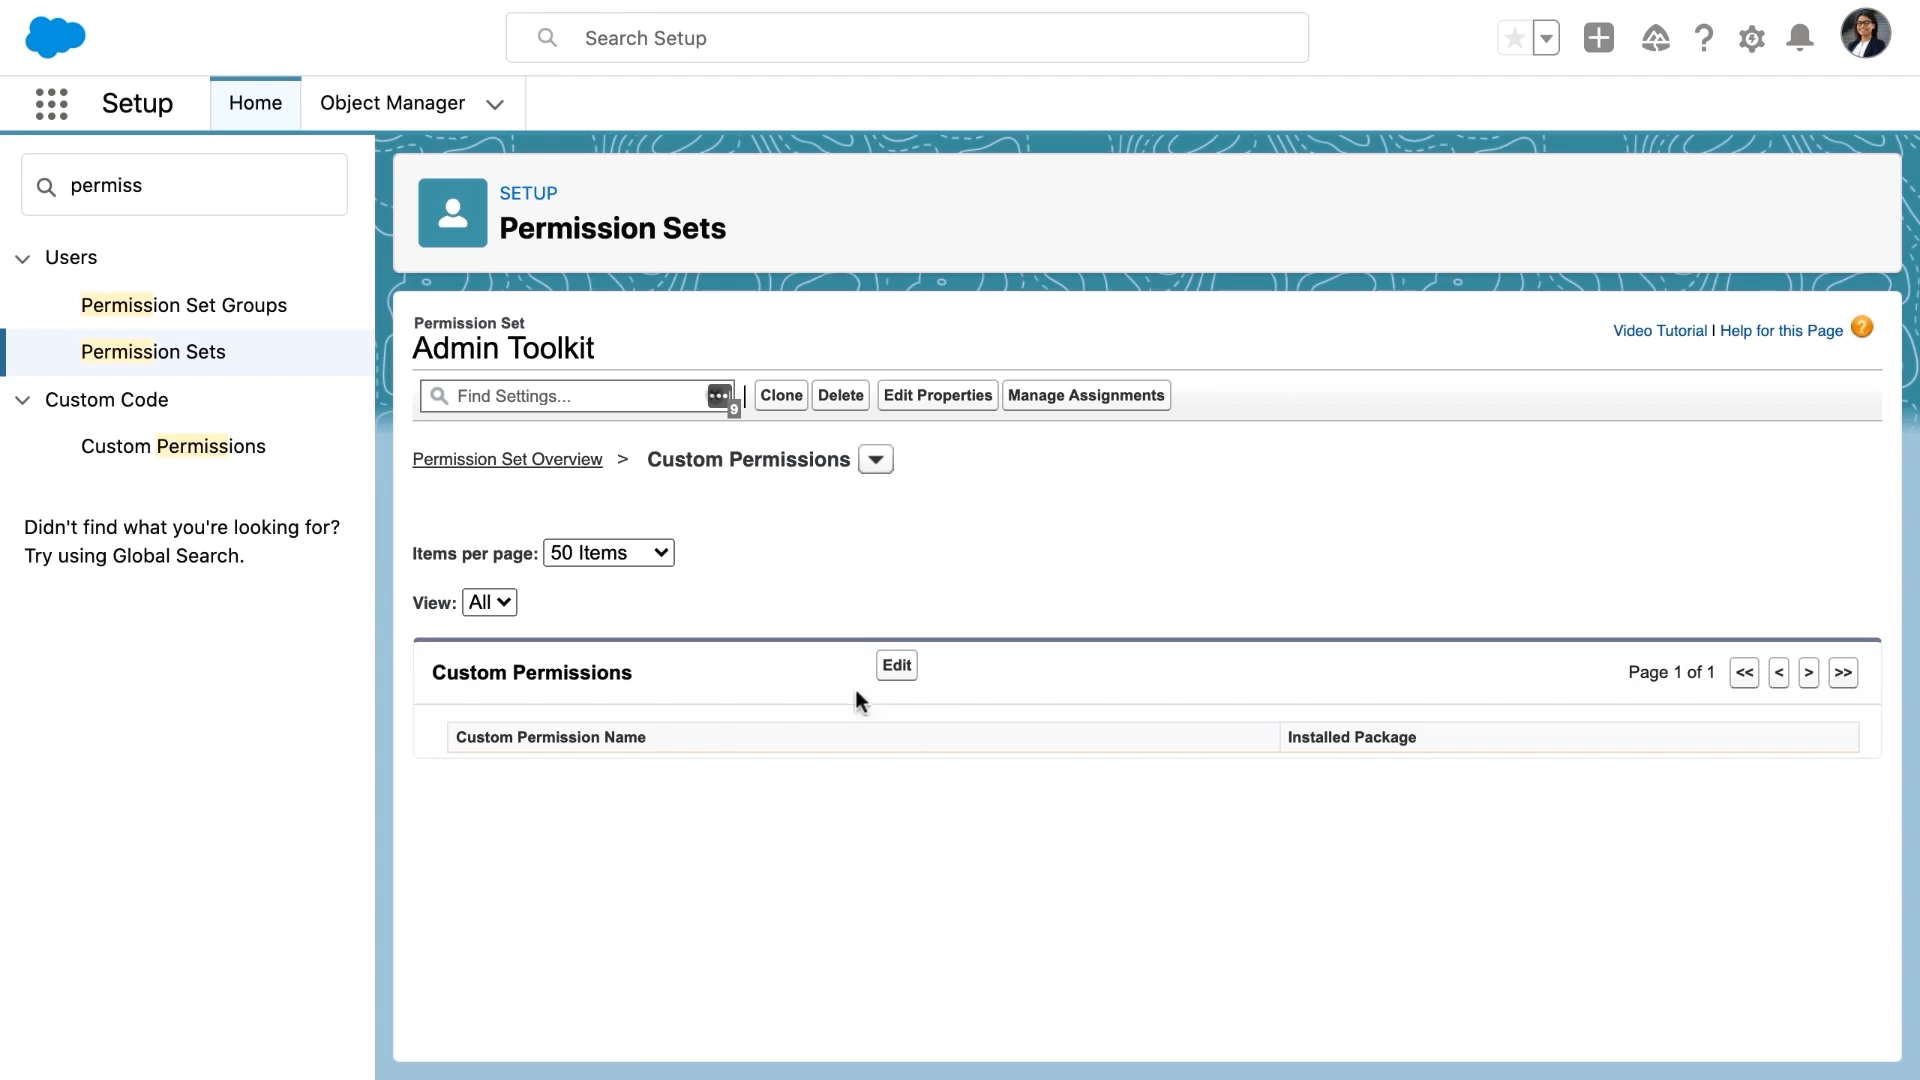 Search Setup
Setup
Home
Object Manager
permiss
Users
Permission Set Groups
Permission Sets
Custom Code
Custom Permissions
Didn't find what you're looking for?
Try using Global Search.
SETUP
Permission Sets
Permission Set
Admin Toolkit
Video Tutorial | Help for this Page ?
Find Settings... 9 | Clone Delete Edit Properties Manage Assignments
Permission Set Overview > Custom Permissions
Items per page: 50 Items
View: All
Custom Permissions Edit Page 1 of 1 << < > >>
Custom Permission Name Installed Package